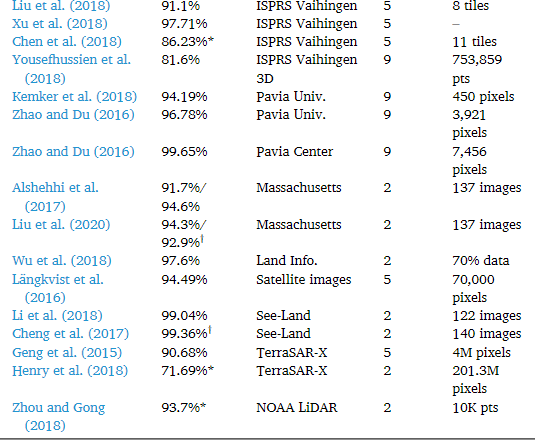 Liu et al. (2018) 91.1% ISPRS Vaihingen 5 8 tiles
Xu et al. (2018) 97.71% ISPRS Vaihingen 5 –
Chen et al. (2018) 86.23%* ISPRS Vaihingen 5 11 tiles
Yousefhussien et al. 81.6% ISPRS Vaihingen 9 753,859
(2018) 3D pts
Kemker et al. (2018) 94.19% Pavia Univ. 9 450 pixels
Zhao and Du (2016) 96.78% Pavia Univ. 9 3,921
pixels
Zhao and Du (2016) 99.65% Pavia Center 9 7,456
pixels
Alshehhi et al. 91.7%/ Massachusetts 2 137 images
(2017) 94.6%
Liu et al. (2020) 94.3%/ Massachusetts 2 137 images
92.9%†
Wu et al. (2018) 97.6% Land Info. 2 70% data
Längkvist et al. 94.49% Satellite images 5 70,000
(2016) pixels
Li et al. (2018) 99.04% See-Land 2 122 images
Cheng et al. (2017) 99.36%† See-Land 2 140 images
Geng et al. (2015) 90.68% TerraSAR-X 5 4M pixels
Henry et al. (2018) 71.69%* TerraSAR-X 2 201.3M
pixels
Zhou and Gong 93.7%* NOAA LiDAR 2 10K pts
(2018)